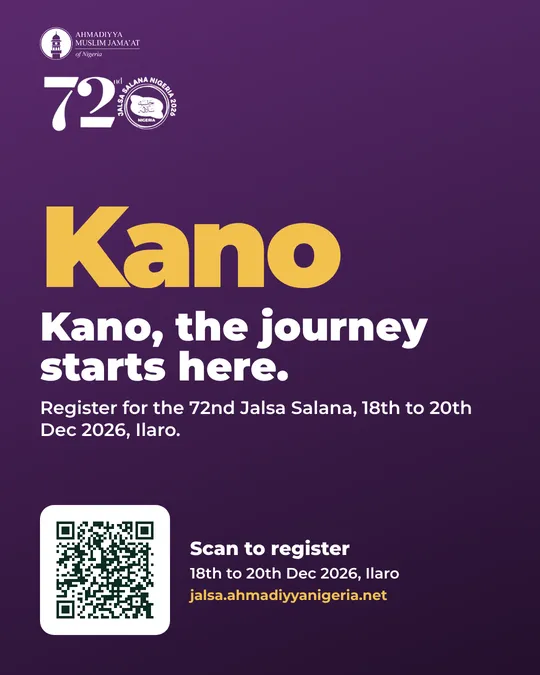 AHMADIYYA
MUSLIM JAMA'AT
of Nigeria
72nd
JALSA SALANA NIGERIA 2026
NIGERIA
Kano
Kano, the journey
starts here.
Register for the 72nd Jalsa Salana, 18th to 20th
Dec 2026, Ilaro.
Scan to register
18th to 20th Dec 2026, Ilaro
jalsa.ahmadiyyanigeria.net